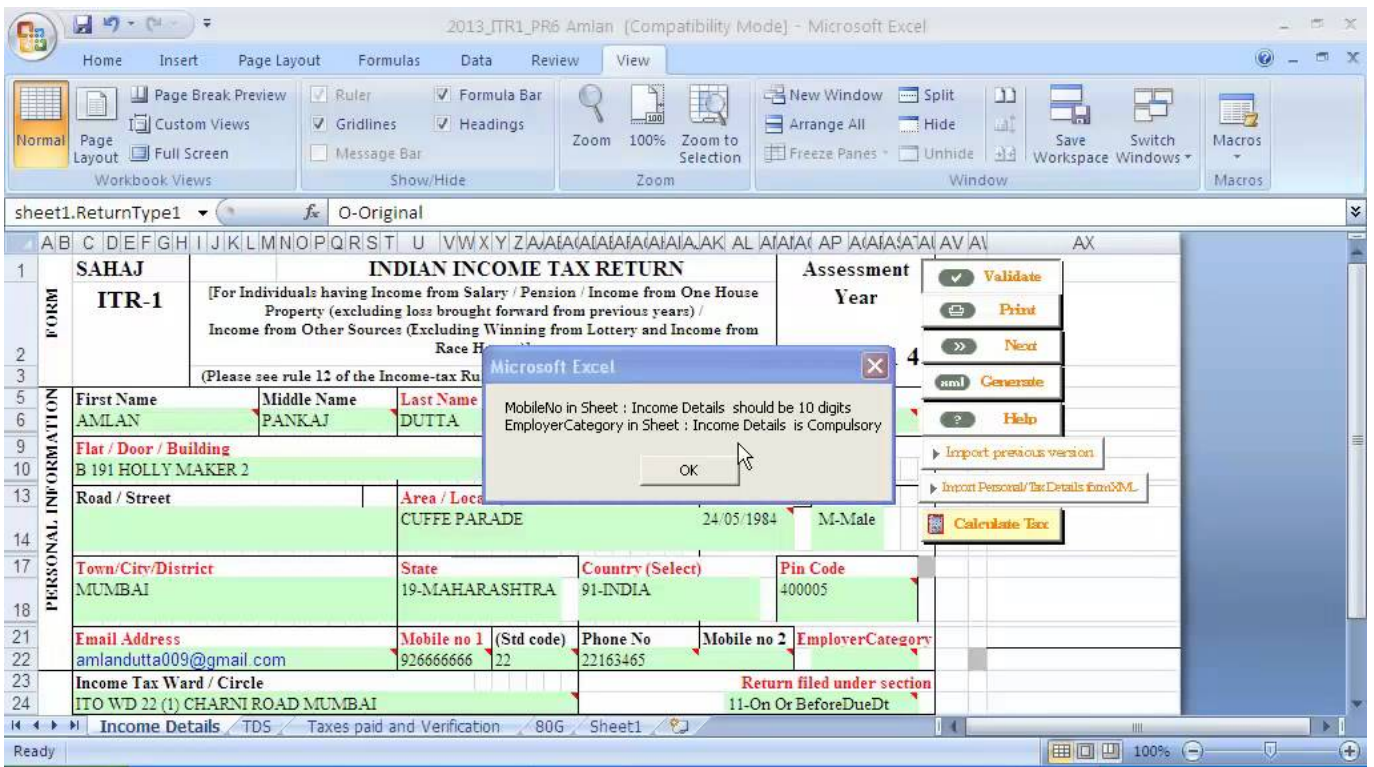 2013_ITR1_PR6 Amlan [Compatibility Mode] - Microsoft Excel
Home Insert Page Layout Formulas Data Review View
Normal
Page Layout
Page Break Preview
Custom Views
Full Screen
Workbook Views
Ruler
Gridlines
Message Bar
Formula Bar
Headings
Show/Hide
Zoom
100%
Zoom to Selection
Zoom
New Window
Arrange All
Freeze Panes
Split
Hide
Unhide
Save Workspace
Switch Windows
Window
Macros
Macros
sheet1.ReturnType1
fx O-Original
SAHAJ
ITR-1
FORM
INDIAN INCOME TAX RETURN
[For Individuals having Income from Salary / Pension / Income from One House
Property (excluding loss brought forward from previous years) /
Income from Other Sources (Excluding Winning from Lottery and Income from
Race
(Please see rule 12 of the
Assessment
Year
4
Validate
Print
Next
xml Generate
? Help
Import previous version
Import Personal/Tax Details form XML
Calculate Tax
Microsoft Excel
MobileNo in Sheet : Income Details should be 10 digits
EmployerCategory in Sheet : Income Details is Compulsory
OK
PERSONAL INFORMATION
First Name Middle Name Last Name
AMLAN PANKAJ DUTTA
Flat / Door / Building
B 191 HOLLY MAKER 2
Road / Street
CUFFE PARADE 24/05/1984 M-Male
Town/City/District State Country (Select) Pin Code
MUMBAI 19-MAHARASHTRA 91-INDIA 400005
Email Address Mobile no 1 (Std code) Phone No Mobile no 2 EmployerCategory
amlandutta009@gmail.com 926666666 22 22163465
Income Tax Ward / Circle Return filed under section
ITO WD 22 (1) CHARNI ROAD MUMBAI 11-On Or BeforeDueDt
Income Details TDS Taxes paid and Verification 80G Sheet1
Ready 100%